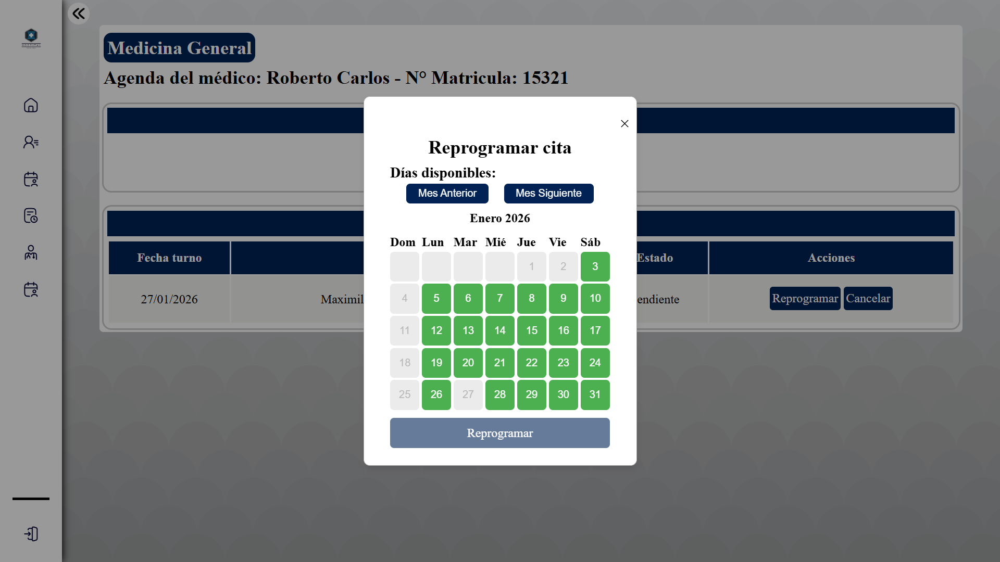 HOSPITAL
Medicina General
Agenda del médico: Roberto Carlos - N° Matricula: 15321
Reprogramar cita
Días disponibles:
Mes Anterior Mes Siguiente
Enero 2026
Dom Lun Mar Mié Jue Vie Sáb
1 2 3
4 5 6 7 8 9 10
11 12 13 14 15 16 17
18 19 20 21 22 23 24
25 26 27 28 29 30 31
Reprogramar
Fecha turno Estado Acciones
27/01/2026 Maximil endiente Reprogramar Cancelar